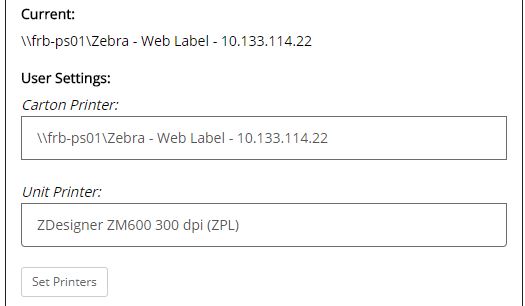 Current:
\\frb-ps01\Zebra - Web Label - 10.133.114.22
User Settings:
Carton Printer:
\\frb-ps01\Zebra - Web Label - 10.133.114.22
Unit Printer:
ZDesigner ZM600 300 dpi (ZPL)
Set Printers